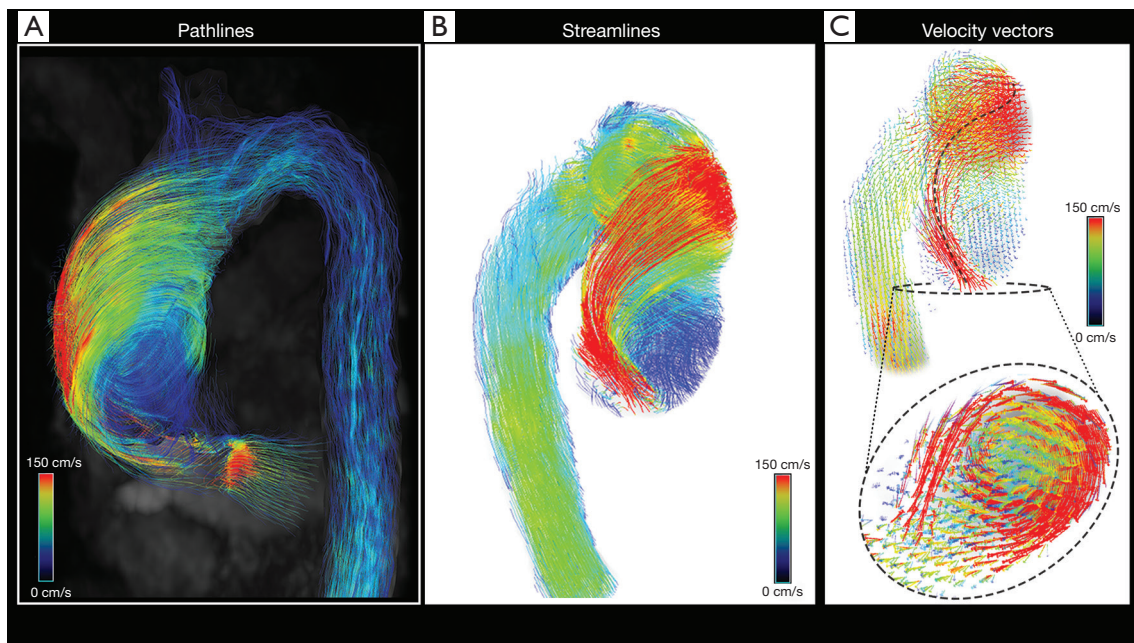 A
Pathlines
150 cm/s
0 cm/s
B
Streamlines
150 cm/s
0 cm/s
C
Velocity vectors
150 cm/s
0 cm/s